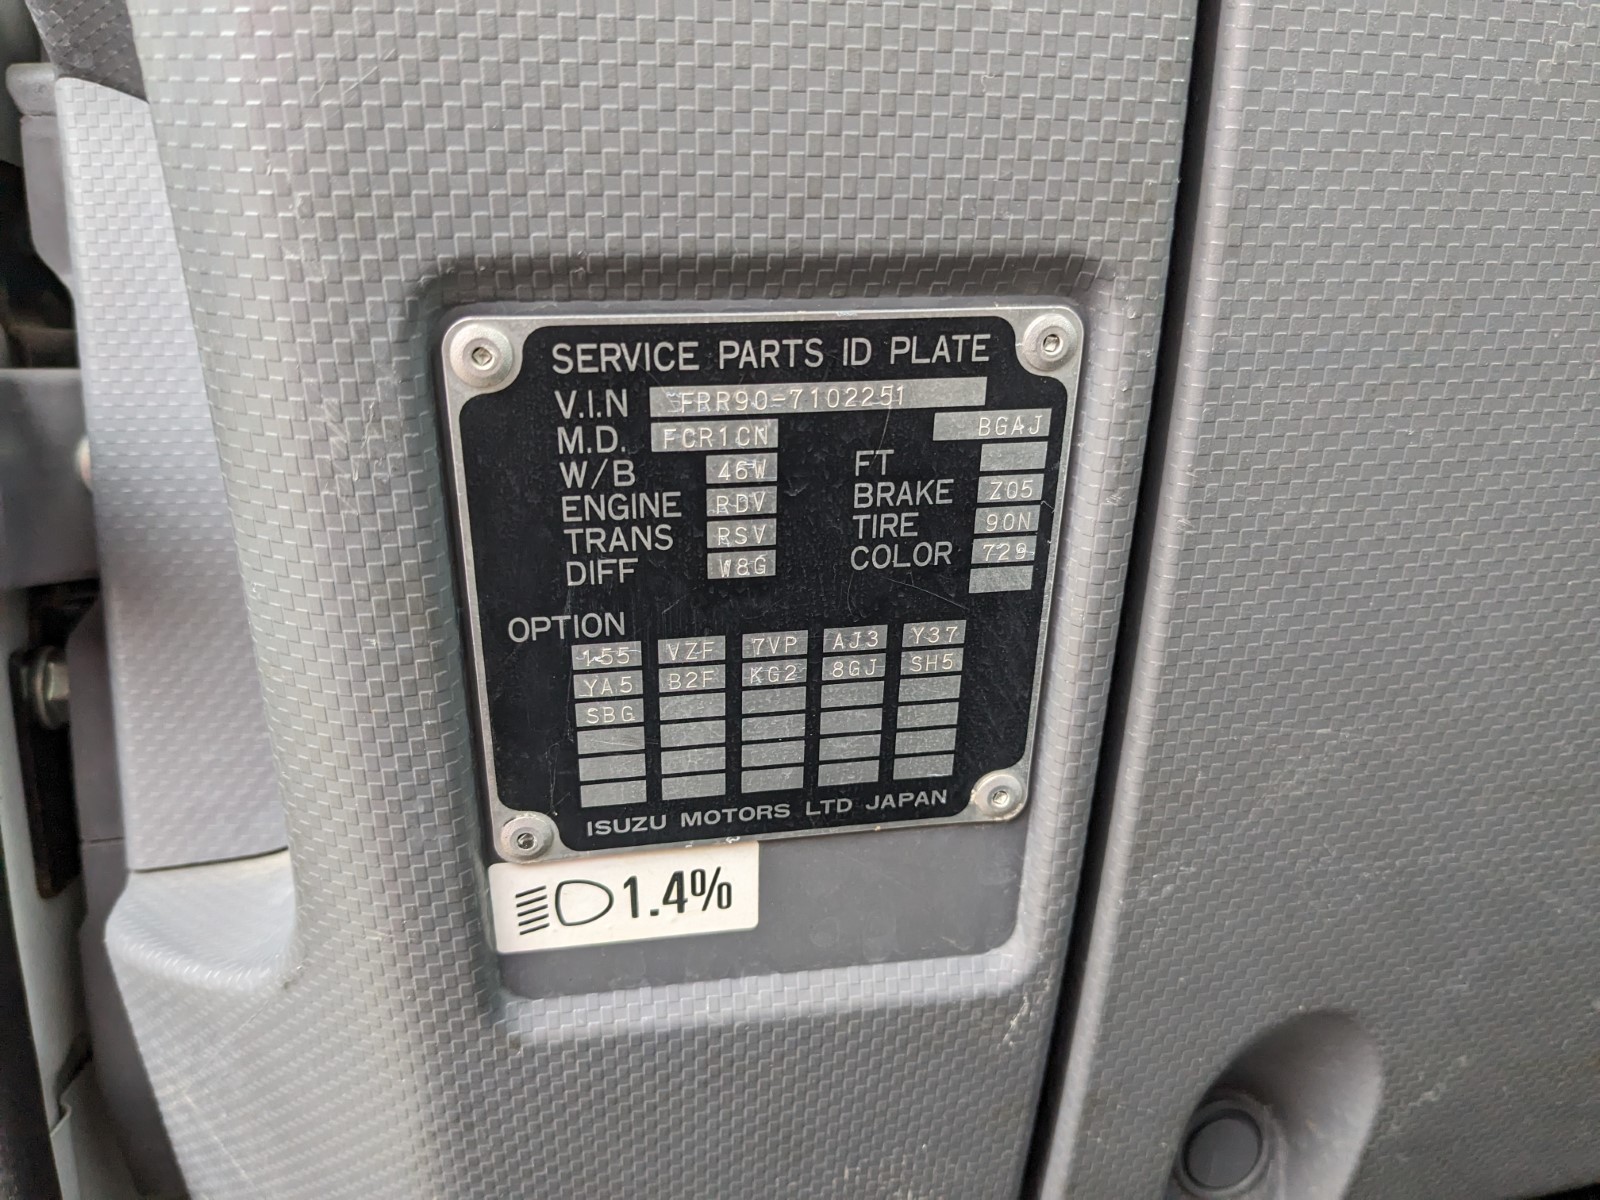 SERVICE PARTS ID PLATE
V.I.N FRR90-7102251
M.D. FCR1CN BGAJ
W/B 46W FT
ENGINE RDV BRAKE Z05
TRANS RSV TIRE 90N
DIFF W8G COLOR 729
OPTION
155 VZF 7VP AJ3 Y37
YA5 B2F KG2 8GJ SH5
SBG
ISUZU MOTORS LTD JAPAN
1.4%